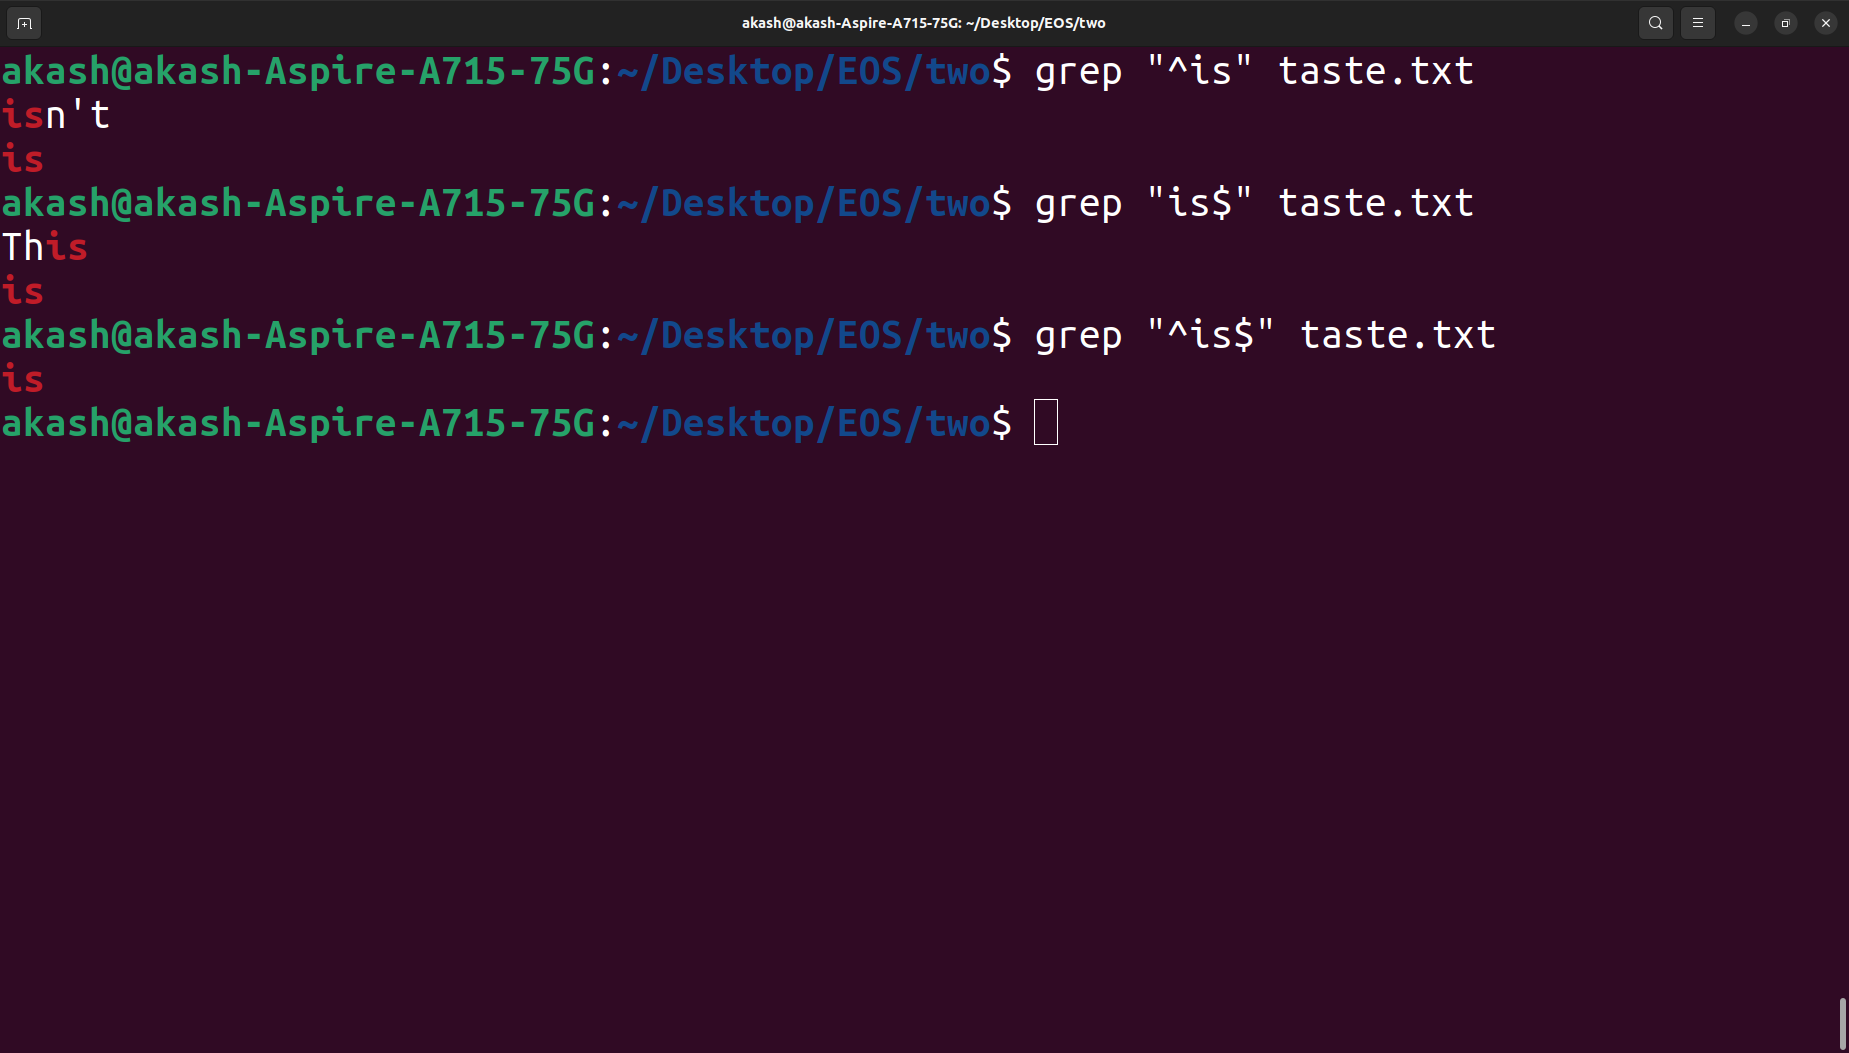 akash@akash-Aspire-A715-75G: ~/Desktop/EOS/two
akash@akash-Aspire-A715-75G:~/Desktop/EOS/two$ grep "^is" taste.txt
isn't
is
akash@akash-Aspire-A715-75G:~/Desktop/EOS/two$ grep "is$" taste.txt
This
is
akash@akash-Aspire-A715-75G:~/Desktop/EOS/two$ grep "^is$" taste.txt
is
akash@akash-Aspire-A715-75G:~/Desktop/EOS/two$